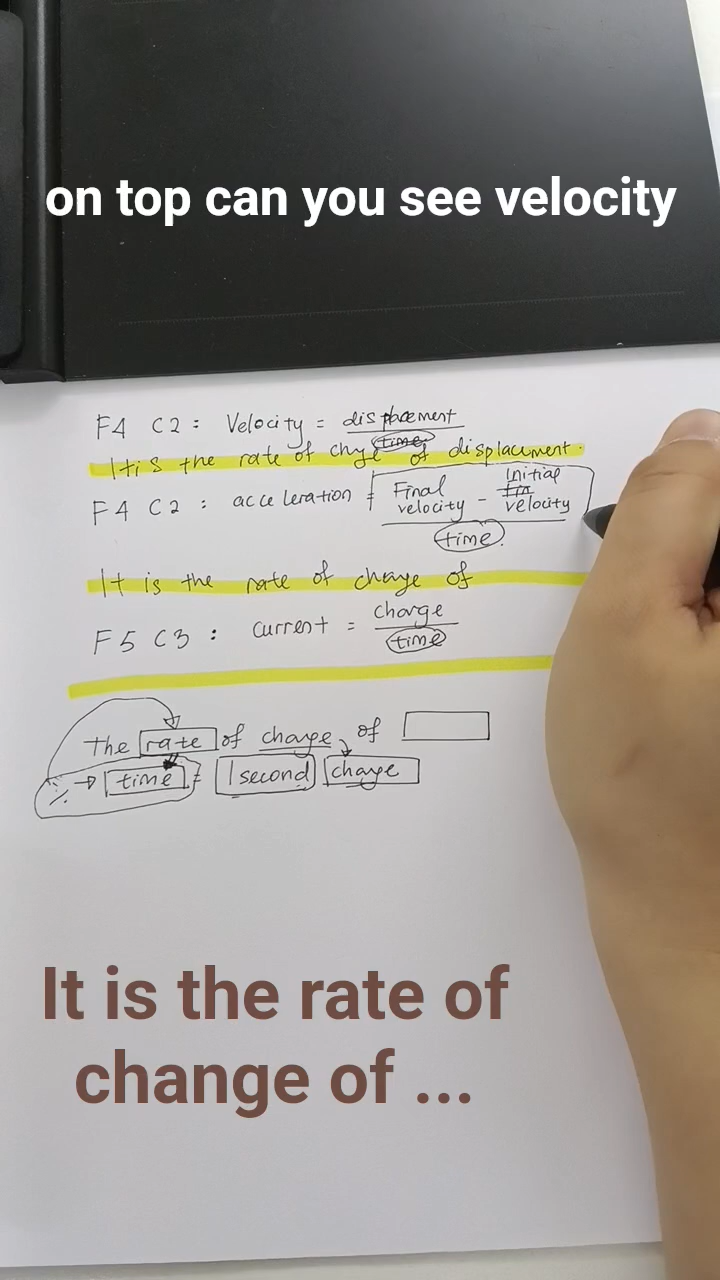 on top can you see velocity
F4 C2 : Velocity = displacement
time
It is the rate of chnge of displacement.
F4 C2 : acceleration = Final velocity - Initial velocity
time.
It is the rate of change of
F5 C3 : current = charge
time
The rate of change of
÷ → time = 1 second change
It is the rate of
change of ...